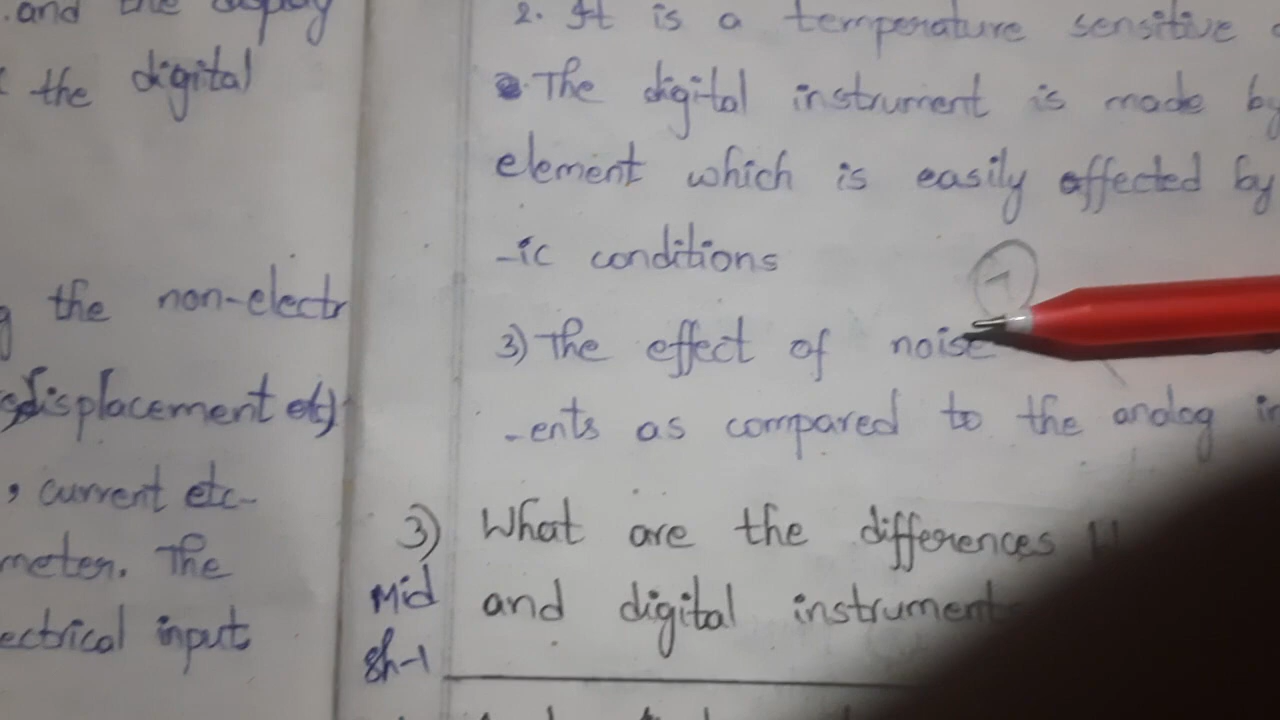 .and the display
the digital
the non-electr
displacement etc)
, current etc-
meter. The
ectrical input
2. It is a temperature sensitive
The digital instrument is made by
element which is easily affected by
-ic conditions
3) The effect of noise
-ents as compared to the analog in
3) What are the differences
Mid and digital instrument
sh-1